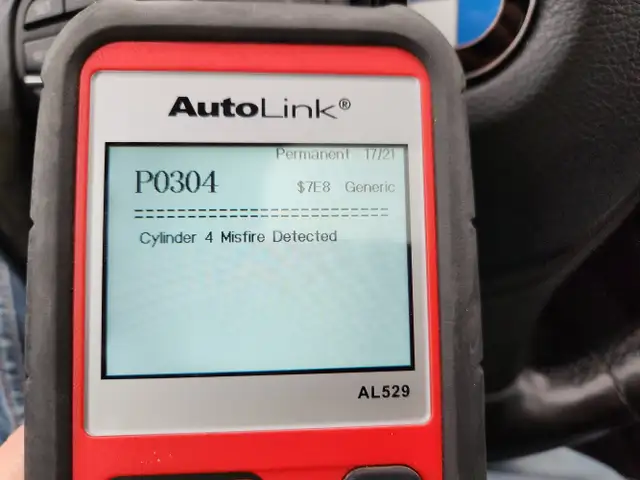 AutoLink®
Permanent 17/21
P0304 $7E8 Generic
================================
Cylinder 4 Misfire Detected
AL529